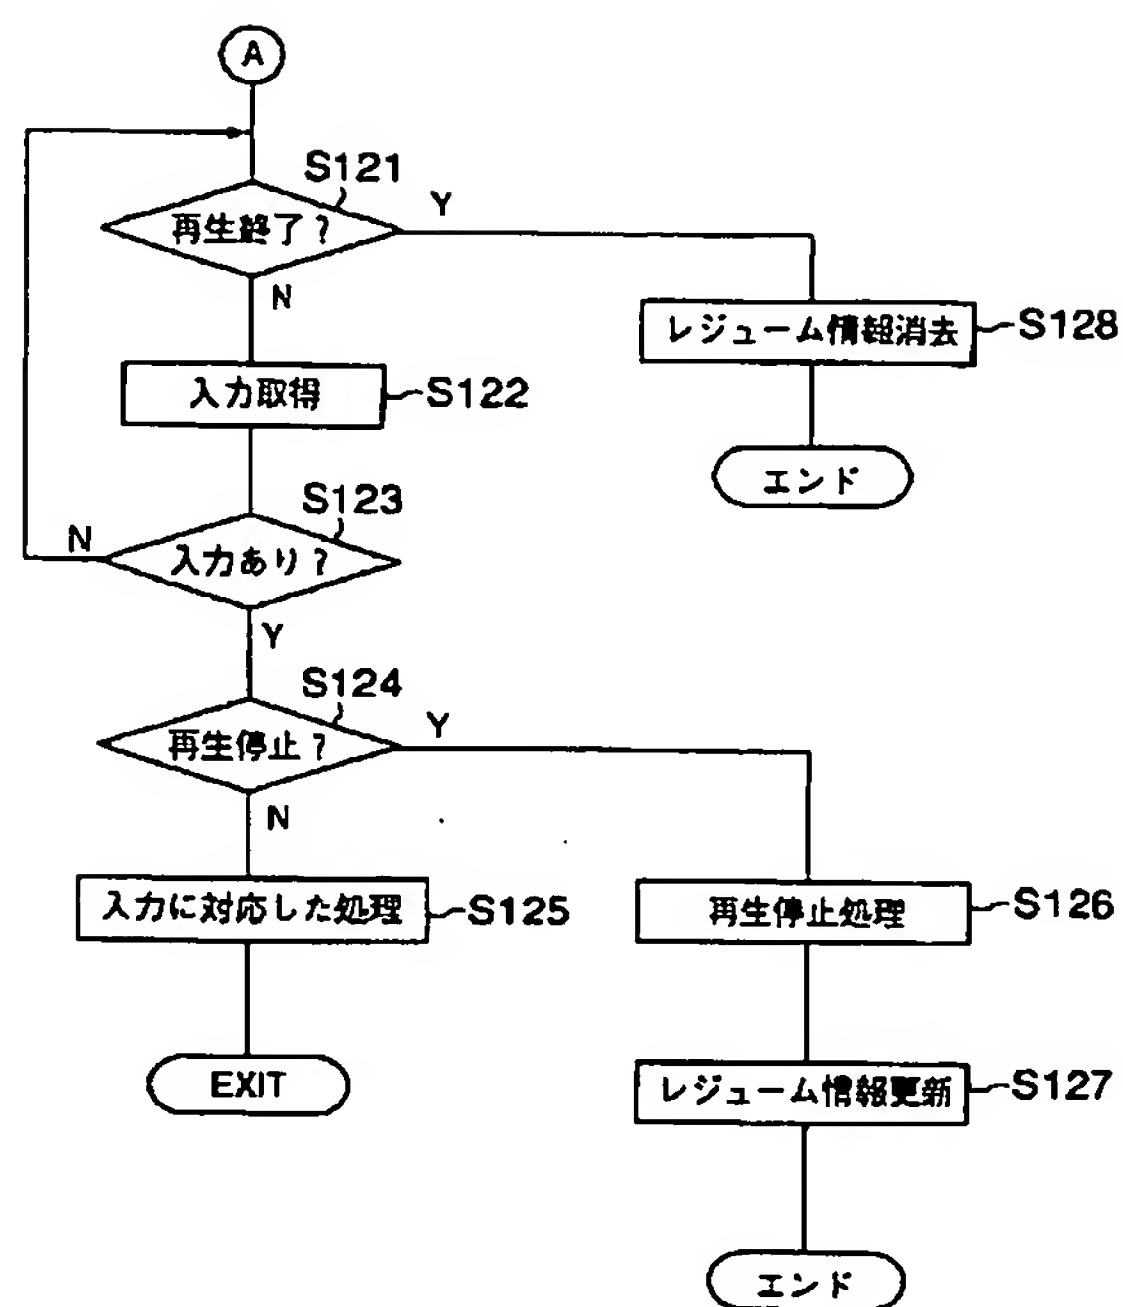 A
S121
再生終了?
Y
N
レジューム情報消去
S128
入力取得
S122
エンド
S123
入力あり?
N
Y
S124
再生停止?
Y
N
入力に対応した処理
S125
再生停止処理
S126
EXIT
レジューム情報更新
S127
エンド